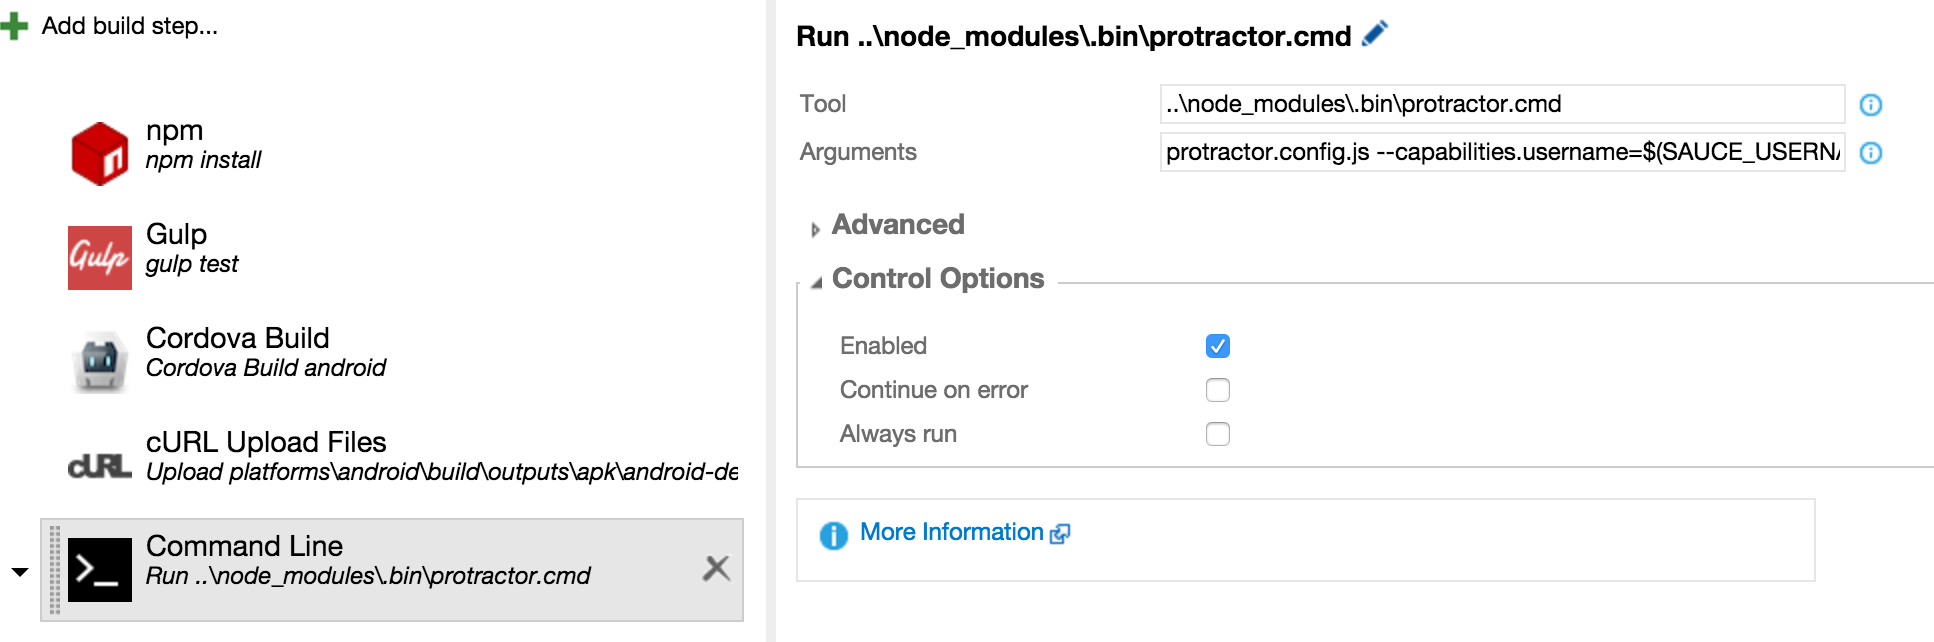 Add build step...
npm
npm install
Gulp
Gulp
gulp test
Cordova Build
Cordova Build android
cURL
cURL Upload Files
Upload platforms\android\build\outputs\apk\android-de
Command Line
Run ..\node_modules\.bin\protractor.cmd
Run ..\node_modules\.bin\protractor.cmd
Tool
..\node_modules\.bin\protractor.cmd
Arguments
protractor.config.js --capabilities.username=$(SAUCE_USERNA
Advanced
Control Options
Enabled
Continue on error
Always run
More Information